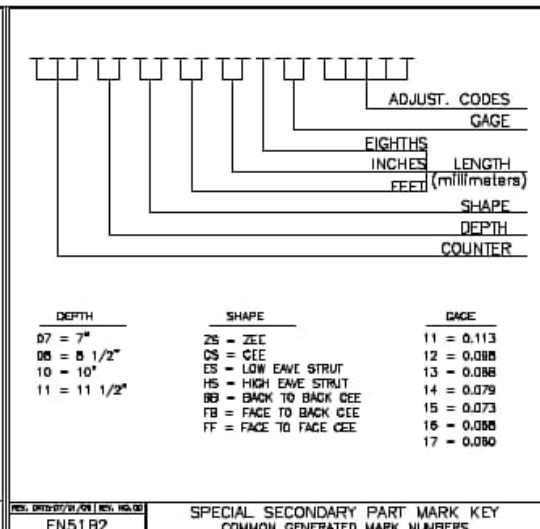 ADJUST. CODES
GAGE
EIGHTHS
INCHES LENGTH
FEET (millimeters)
SHAPE
DEPTH
COUNTER
DEPTH
07 = 7"
08 = 8 1/2"
10 = 10"
11 = 11 1/2"
SHAPE
ZS = ZEE
CS = CEE
ES = LOW EAVE STRUT
HS = HIGH EAVE STRUT
BB = BACK TO BACK CEE
FB = FACE TO BACK CEE
FF = FACE TO FACE CEE
GAGE
11 = 0.113
12 = 0.098
13 = 0.088
14 = 0.079
15 = 0.073
17 = 0.060
EN51B2
SPECIAL SECONDARY PART MARK KEY
COMMON GENERATED MARK NUMBERS